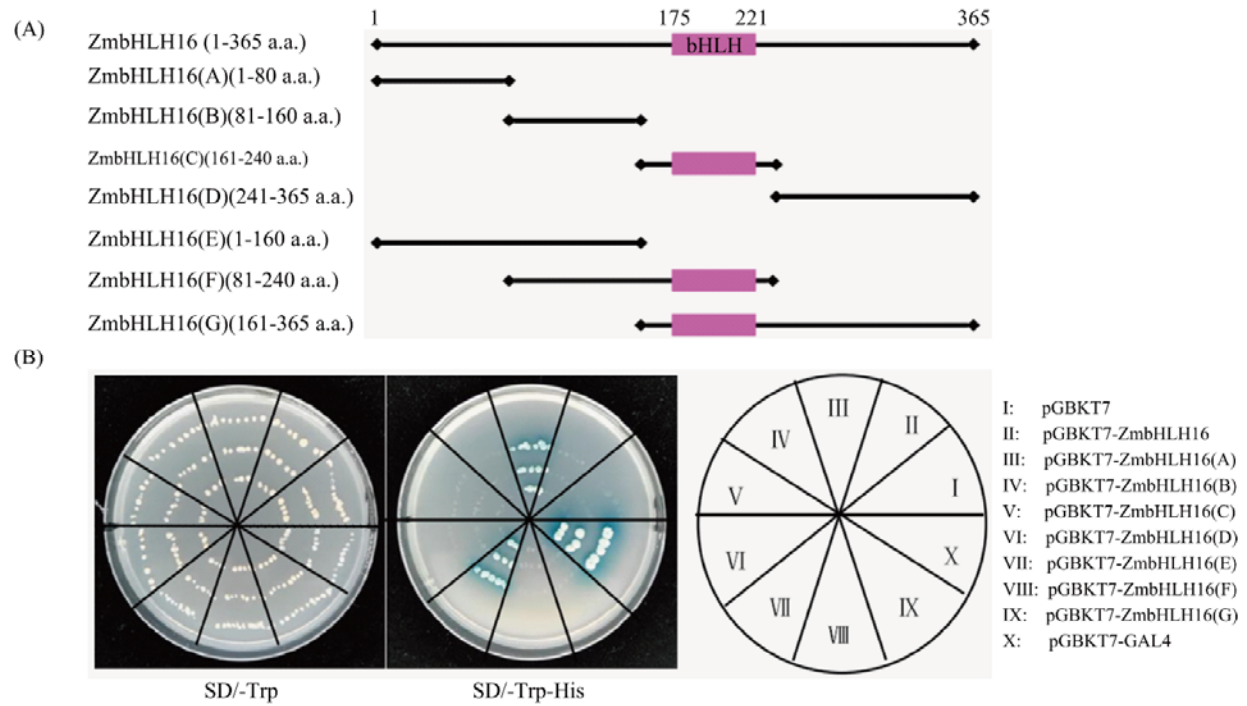 (A)
1 175 221 365
ZmbHLH16 (1-365 a.a.)
bHLH
ZmbHLH16(A)(1-80 a.a.)
ZmbHLH16(B)(81-160 a.a.)
ZmbHLH16(C)(161-240 a.a.)
ZmbHLH16(D)(241-365 a.a.)
ZmbHLH16(E)(1-160 a.a.)
ZmbHLH16(F)(81-240 a.a.)
ZmbHLH16(G)(161-365 a.a.)
(B)
III
IV
II
V
I
VI
X
VII
IX
VIII
I: pGBKT7
II: pGBKT7-ZmbHLH16
III: pGBKT7-ZmbHLH16(A)
IV: pGBKT7-ZmbHLH16(B)
V: pGBKT7-ZmbHLH16(C)
VI: pGBKT7-ZmbHLH16(D)
VII: pGBKT7-ZmbHLH16(E)
VIII: pGBKT7-ZmbHLH16(F)
IX: pGBKT7-ZmbHLH16(G)
X: pGBKT7-GAL4
SD/-Trp
SD/-Trp-His